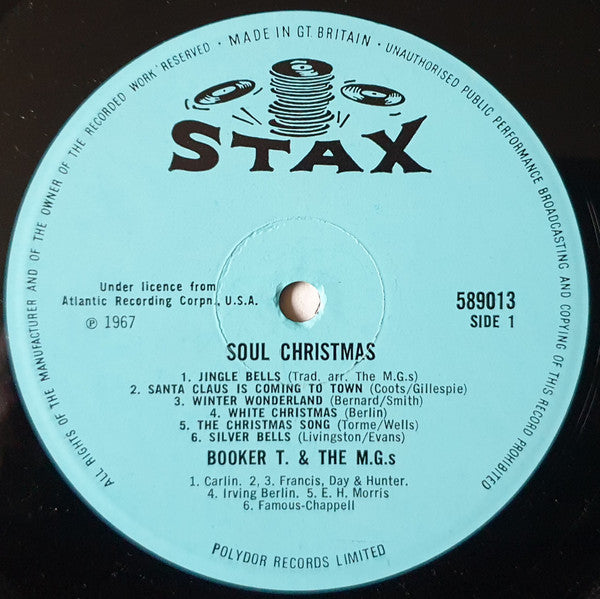 ALL RIGHTS OF THE MANUFACTURER AND OF THE OWNER OF THE RECORDED WORK RESERVED · MADE IN GT. BRITAIN · UNAUTHORISED PUBLIC PERFORMANCE BROADCASTING AND COPYING OF THIS RECORD PROHIBITED
STAX
Under licence from
Atlantic Recording Corpn., U.S.A.
℗ 1967
589013
SIDE 1
SOUL CHRISTMAS
1. JINGLE BELLS (Trad. arr. The M.G.s)
2. SANTA CLAUS IS COMING TO TOWN (Coots/Gillespie)
3. WINTER WONDERLAND (Bernard/Smith)
4. WHITE CHRISTMAS (Berlin)
5. THE CHRISTMAS SONG (Torme/Wells)
6. SILVER BELLS (Livingston/Evans)
BOOKER T. & THE M.G.s
1. Carlin. 2, 3. Francis, Day & Hunter.
4. Irving Berlin. 5. E. H. Morris
6. Famous-Chappell
POLYDOR RECORDS LIMITED